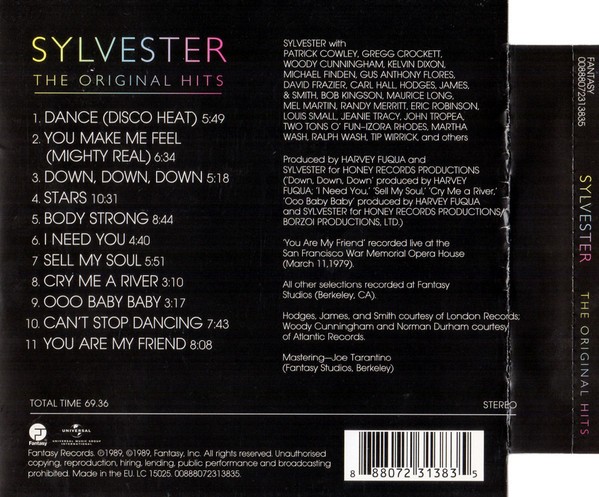 SYLVESTER
THE ORIGINAL HITS
1. DANCE (DISCO HEAT) 5:49
2. YOU MAKE ME FEEL
(MIGHTY REAL) 6:34
3. DOWN, DOWN, DOWN 5:18
4. STARS 10:31
5. BODY STRONG 8:44
6. I NEED YOU 4:40
7 SELL MY SOUL 5:51
8. CRY ME A RIVER 3:10
9. OOO BABY BABY 3:17
10. CAN'T STOP DANCING 7:43
11 YOU ARE MY FRIEND 8:08
TOTAL TIME 69.36
SYLVESTER with
PATRICK COWLEY, GREGG CROCKETT,
WOODY CUNNINGHAM, KELVIN DIXON,
MICHAEL FINDEN, GUS ANTHONY FLORES,
DAVID FRAZIER, CARL HALL, HODGES, JAMES,
& SMITH, BOB KINGSON, MAURICE LONG,
MEL MARTIN, RANDY MERRITT, ERIC ROBINSON,
LOUIS SMALL, JEANIE TRACY, JOHN TROPEA,
TWO TONS O' FUN–IZORA RHODES, MARTHA
WASH, RALPH WASH, TIP WIRRICK, and others
Produced by HARVEY FUQUA and
SYLVESTER for HONEY RECORDS PRODUCTIONS
('Down, Down, Down' produced by HARVEY
FUQUA; 'I Need You,' 'Sell My Soul,' 'Cry Me a River,'
'Ooo Baby Baby' produced by HARVEY FUQUA
and SYLVESTER for HONEY RECORDS PRODUCTIONS/
BORZOI PRODUCTIONS, LTD.)
'You Are My Friend' recorded live at the
San Francisco War Memorial Opera House
(March 11,1979).
All other selections recorded at Fantasy
Studios (Berkeley, CA).
Hodges, James, and Smith courtesy of London Records;
Woody Cunningham and Norman Durham courtesy
of Atlantic Records.
Mastering—Joe Tarantino
(Fantasy Studios, Berkeley)
STEREO
Fantasy
UNIVERSAL
UNIVERSAL MUSIC GROUP
INTERNATIONAL
Fantasy Records. ℗1989, ©1989, Fantasy, Inc. Unauthorised
copying, reproduction, hiring, lending, public performance and broadcasting
prohibited. Made in the EU. LC 15025. 00888072313835
8 88072 31383 5
FANTASY
00888072313835
SYLVESTER THE ORIGINAL HITS